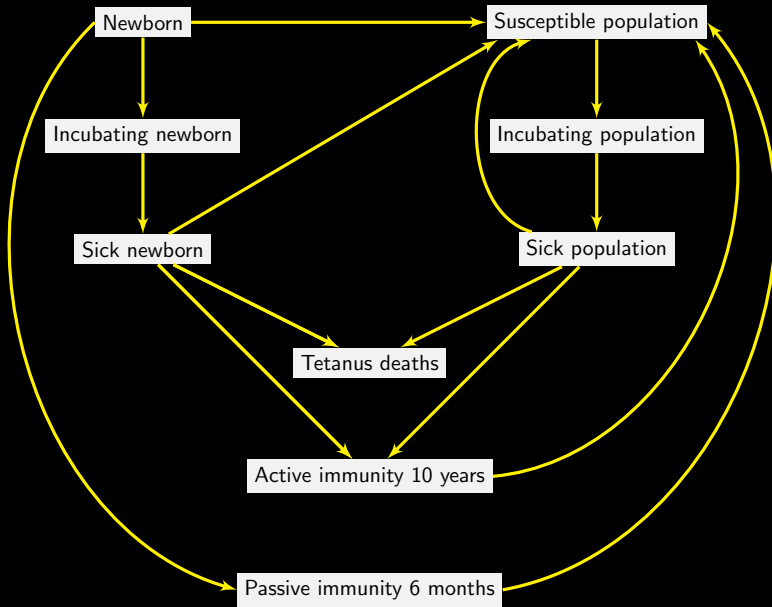 Newborn
Susceptible population
Incubating newborn
Incubating population
Sick newborn
Sick population
Tetanus deaths
Active immunity 10 years
Passive immunity 6 months